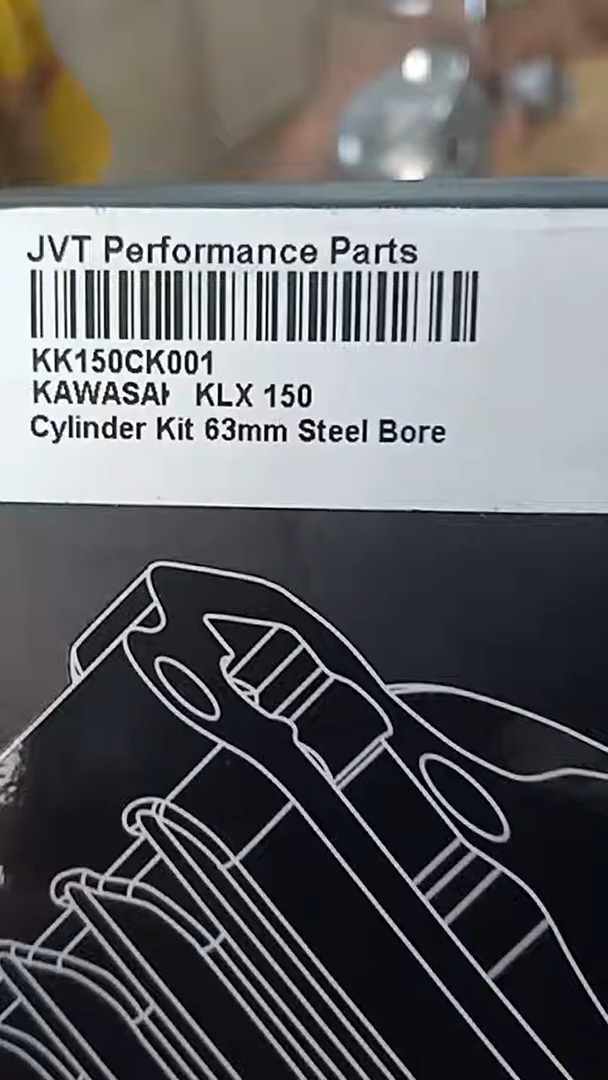 JVT Performance Parts
KK150CK001
KLX 150
Cylinder Kit 63mm Steel Bore